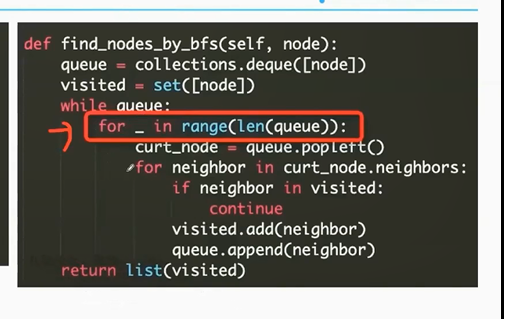 def find_nodes_by_bfs(self, node):
queue = collections.deque([node])
visited = set([node])
while queue:
for _ in range(len(queue)):
curt_node = queue.popleft()
for neighbor in curt_node.neighbors:
if neighbor in visited:
continue
visited.add(neighbor)
queue.append(neighbor)
return list(visited)